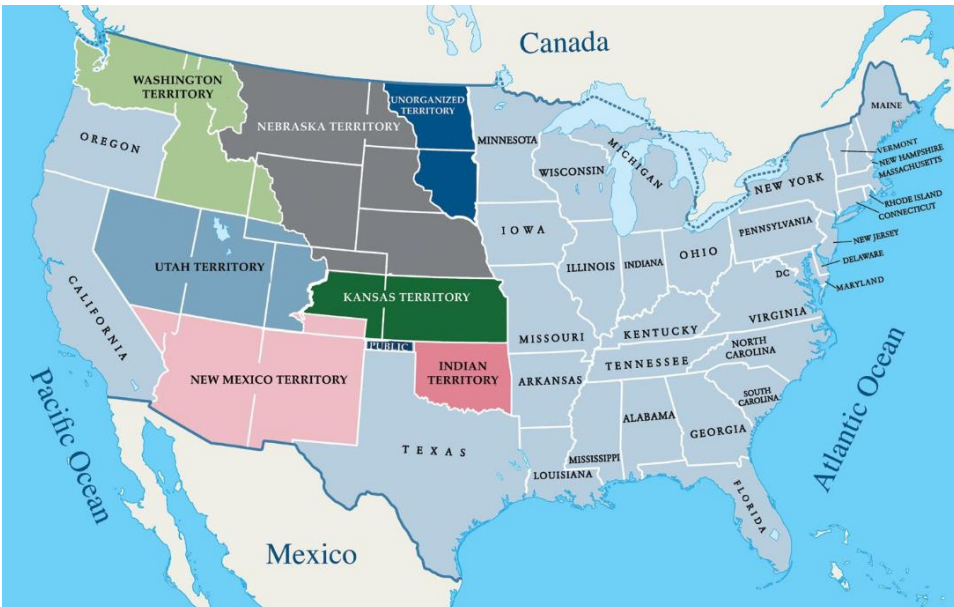 Canada
WASHINGTON
TERRITORY
UNORGANIZED
TERRITORY
MAINE
OREGON
NEBRASKA TERRITORY
MINNESOTA
MICHIGAN
VERMONT
NEW HAMPSHIRE
MASSACHUSETTS
WISCONSIN
NEW YORK
RHODE ISLAND
CONNECTICUT
IOWA
PENNSYLVANIA
NEW JERSEY
UTAH TERRITORY
ILLINOIS
INDIANA
OHIO
DELAWARE
DC
MARYLAND
CALIFORNIA
KANSAS TERRITORY
MISSOURI
KENTUCKY
VIRGINIA
PUBLIC
NORTH
CAROLINA
TENNESSEE
NEW MEXICO TERRITORY
INDIAN
TERRITORY
ARKANSAS
SOUTH
CAROLINA
Atlantic Ocean
Pacific Ocean
ALABAMA
GEORGIA
TEXAS
MISSISSIPPI
LOUISIANA
FLORIDA
Mexico